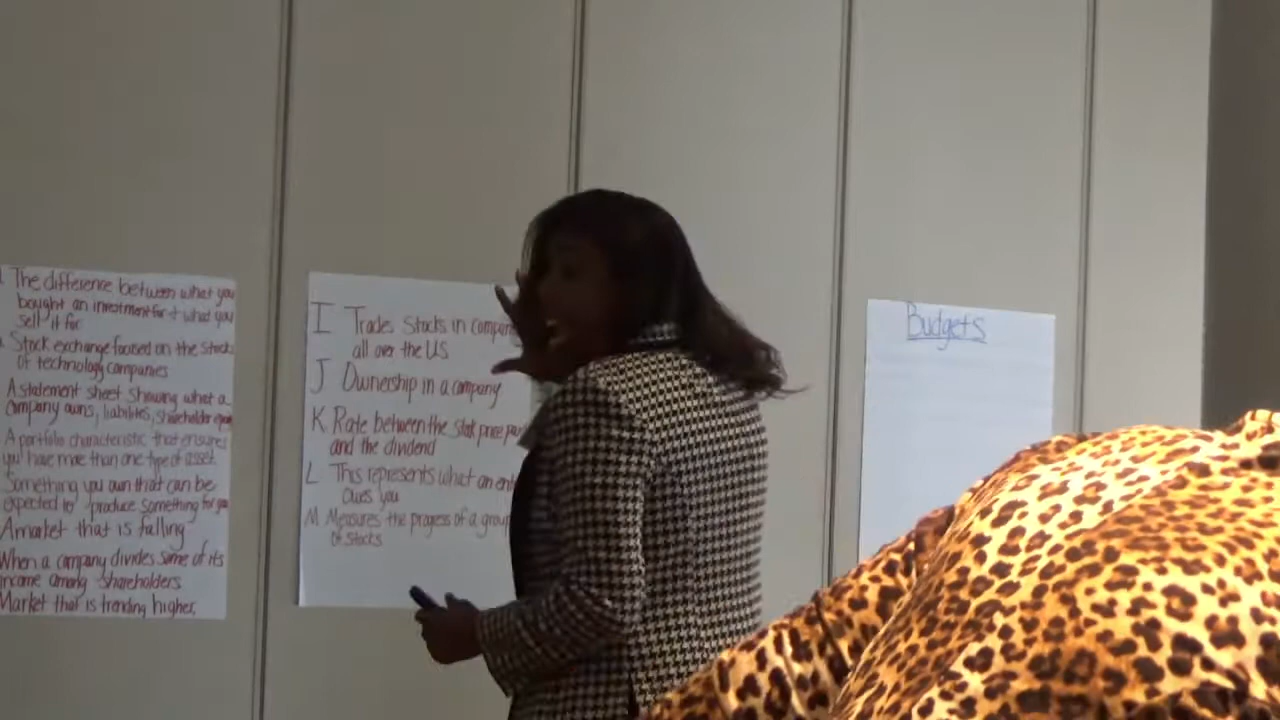 The difference between what you
bought an investment for + what you
sell it for
Stock exchange focused on the stocks
of technology companies
A statement sheet showing what a
company owns, liabilities, shareholder
A portfolio characteristic that ensures
you have more than one type of asset.
Something you own that can be
expected to produce something for you
A market that is falling
When a company divides some of its
income among shareholders
Market that is trending higher.
I Trades Stocks in
all over the US
J Ownership in a company
K Rate between the stock price
and the dividend
L This represents what an
owes you
M Measures the progress of a group
of stocks
Budgets